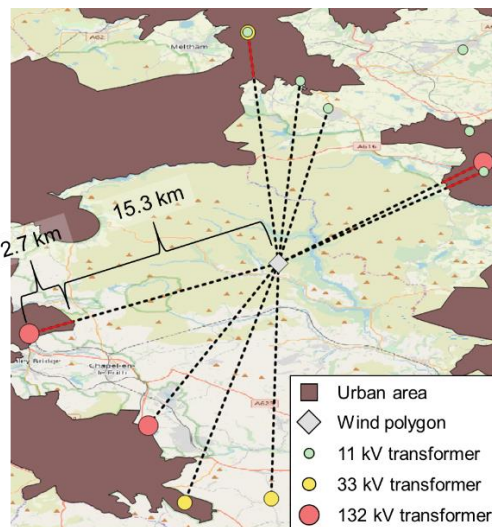 A62
Meltham
A616
15.3 km
2.7 km
Chapel-en-
le-Frith
Urban area
Wind polygon
11 kV transformer
33 kV transformer
132 kV transformer